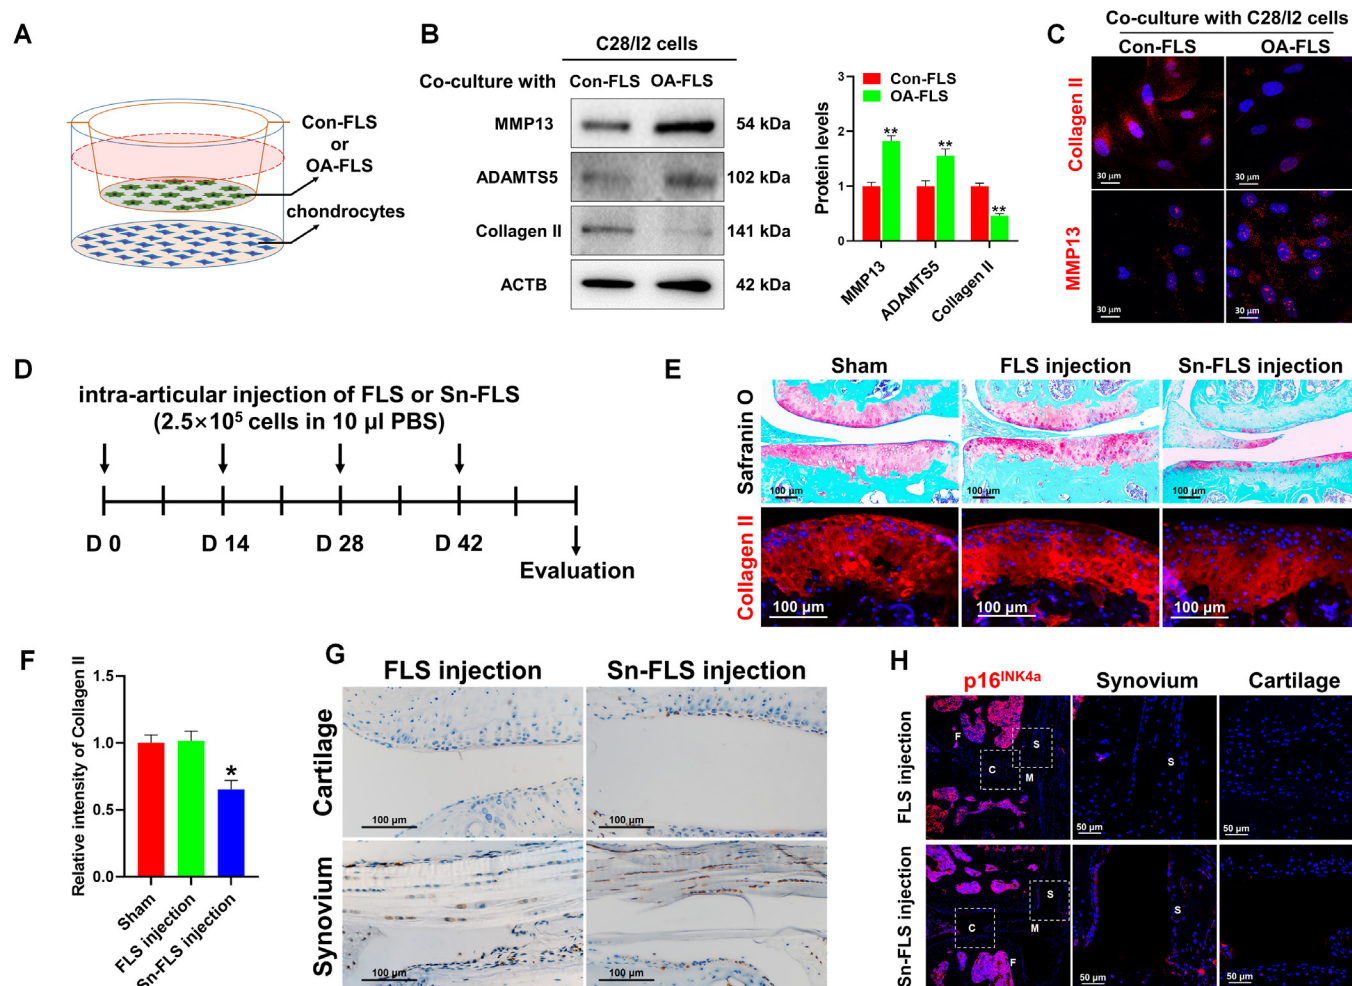 A
Con-FLS
or
OA-FLS
chondrocytes
B
C28/I2 cells
Co-culture with Con-FLS OA-FLS
MMP13 54 kDa
ADAMTS5 102 kDa
Collagen II 141 kDa
ACTB 42 kDa
Con-FLS
OA-FLS
Protein levels
3
2
1
0
** ** **
MMP13
ADAMTS5
Collagen II
C
Co-culture with C28/I2 cells
Con-FLS OA-FLS
Collagen II
30 μm 30 μm
MMP13
30 μm 30 μm
D
intra-articular injection of FLS or Sn-FLS
(2.5×10⁵ cells in 10 μl PBS)
D 0 D 14 D 28 D 42
Evaluation
E
Sham FLS injection Sn-FLS injection
Safranin O
100 μm 100 μm 100 μm
Collagen II
100 μm 100 μm 100 μm
F
Relative intensity of Collagen II
1.5
1.0
0.5
0.0
*
Sham
FLS injection
Sn-FLS injection
G
FLS injection Sn-FLS injection
Cartilage
100 μm 100 μm
Synovium
100 μm 100 μm
H
p16ᴵᴺᴷ⁴ᵃ Synovium Cartilage
FLS injection
F S C M
S
50 μm 50 μm
Sn-FLS injection
S C M F
S
50 μm 50 μm